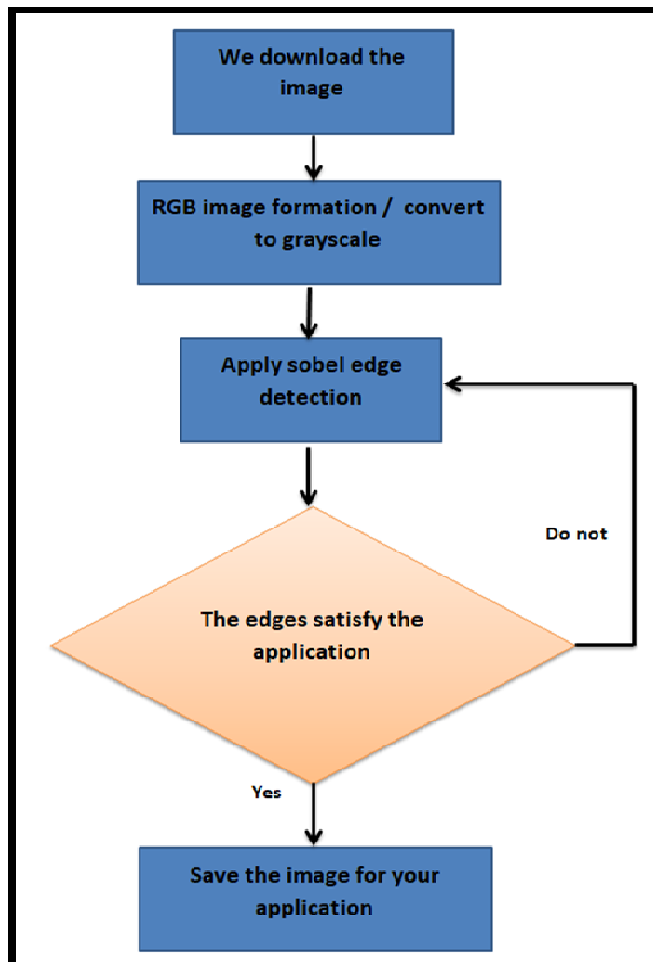 We download the
image
RGB image formation / convert
to grayscale
Apply sobel edge
detection
Do not
The edges satisfy the
application
Yes
Save the image for your
application